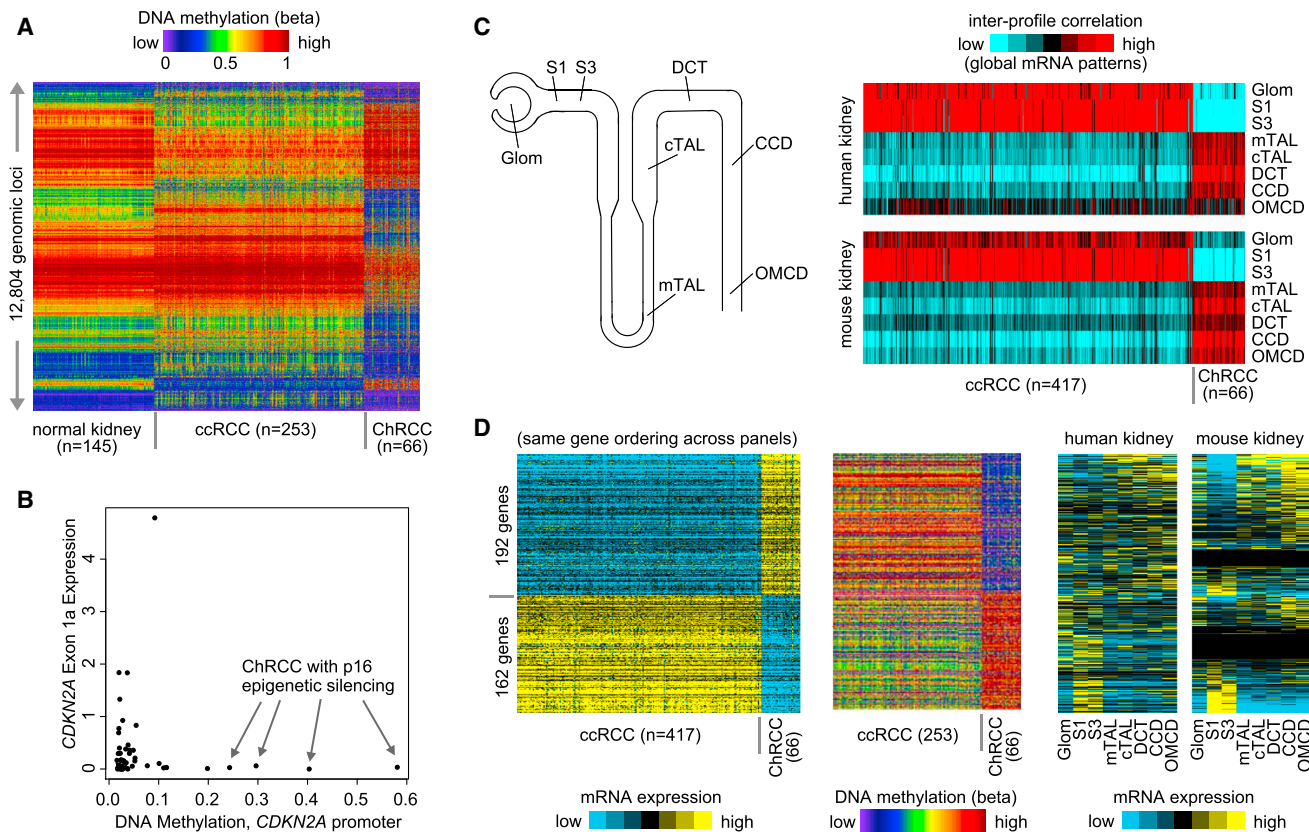 A
DNA methylation (beta)
low
high
0
0.5
1
12,804 genomic loci
normal kidney
(n=145)
ccRCC (n=253)
ChRCC
(n=66)
B
CDKN2A Exon 1a Expression
4
3
2
1
0
ChRCC with p16
epigenetic silencing
0.0
0.1
0.2
0.3
0.4
0.5
0.6
DNA Methylation, CDKN2A promoter
C
S1
S3
DCT
Glom
cTAL
CCD
mTAL
OMCD
inter-profile correlation
low
high
(global mRNA patterns)
human kidney
Glom
S1
S3
mTAL
cTAL
DCT
CCD
OMCD
mouse kidney
Glom
S1
S3
mTAL
cTAL
DCT
CCD
OMCD
ccRCC (n=417)
ChRCC
(n=66)
D
(same gene ordering across panels)
192 genes
162 genes
ccRCC (n=417)
ChRCC
(66)
mRNA expression
low
high
ccRCC (253)
ChRCC
(66)
DNA methylation (beta)
low
high
human kidney
mouse kidney
Glom
S1
S3
mTAL
cTAL
DCT
CCD
OMCD
Glom
S1
S3
mTAL
cTAL
DCT
CCD
OMCD
mRNA expression
low
high